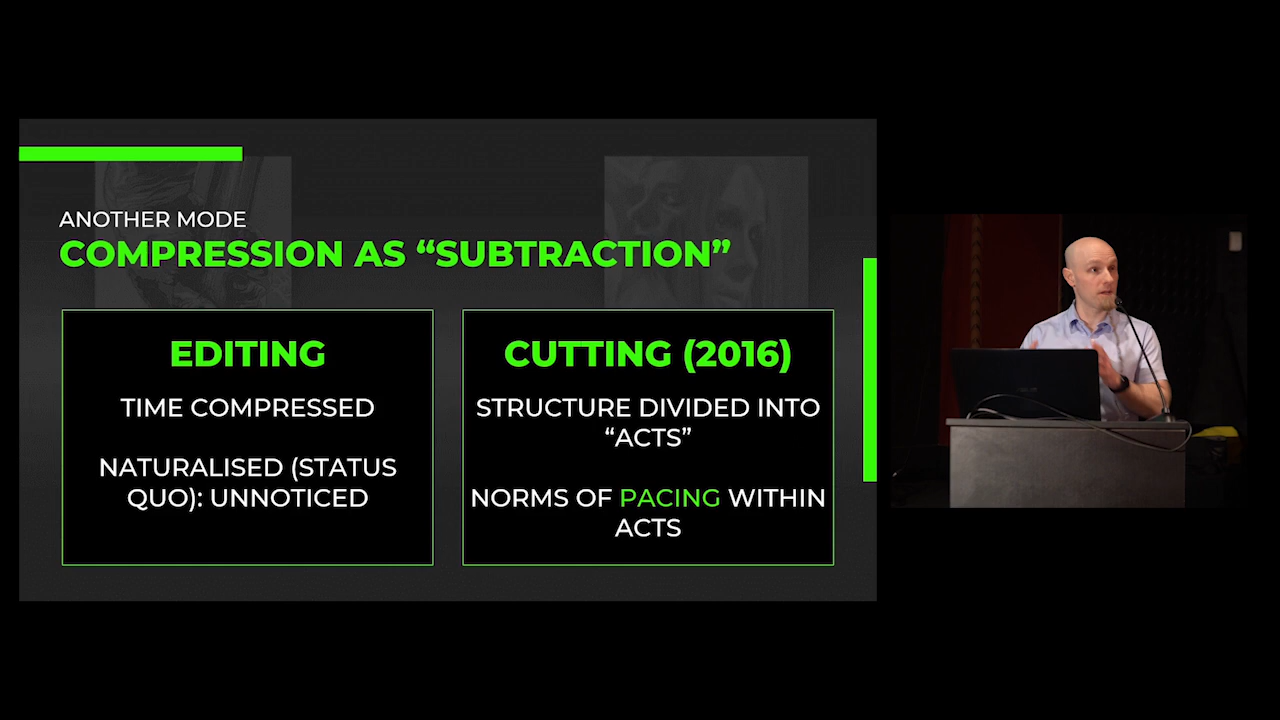 ANOTHER MODE
COMPRESSION AS “SUBTRACTION”
EDITING
TIME COMPRESSED
NATURALISED (STATUS
QUO): UNNOTICED
CUTTING (2016)
STRUCTURE DIVIDED INTO
“ACTS”
NORMS OF PACING WITHIN
ACTS